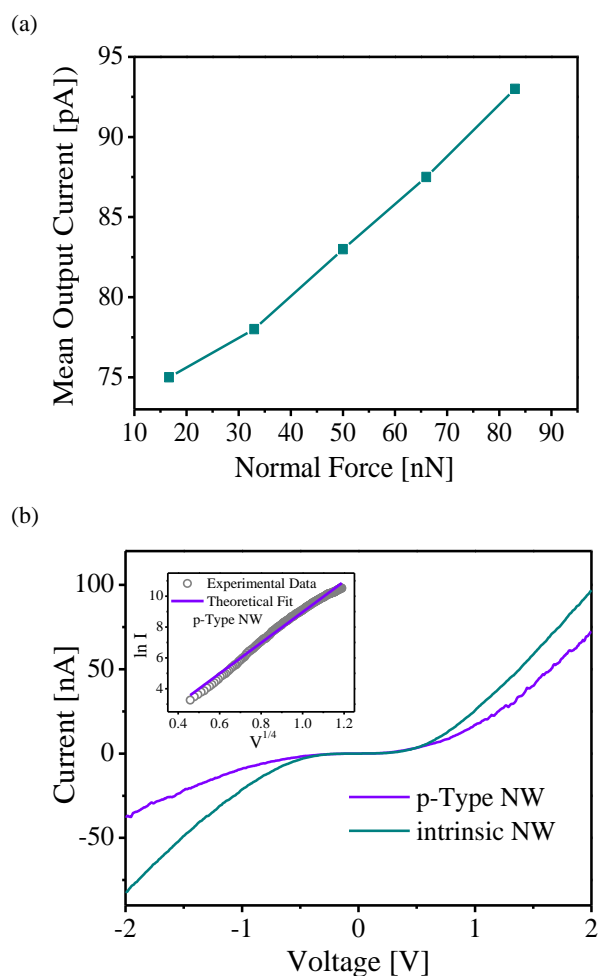 (a)
Mean Output Current [pA])
95
90
85
80
75
10 20 30 40 50 60 70 80 90
Normal Force [nN]
(b)
Current [nA]
100
50
0
-50
-2 -1 0 1 2
Voltage [V]
p-Type NW
intrinsic NW
Experimental Data
Theoretical Fit
p-Type NW
ln I
10
8
6
4
0.4 0.6 0.8 1.0 1.2
V^{1/4}